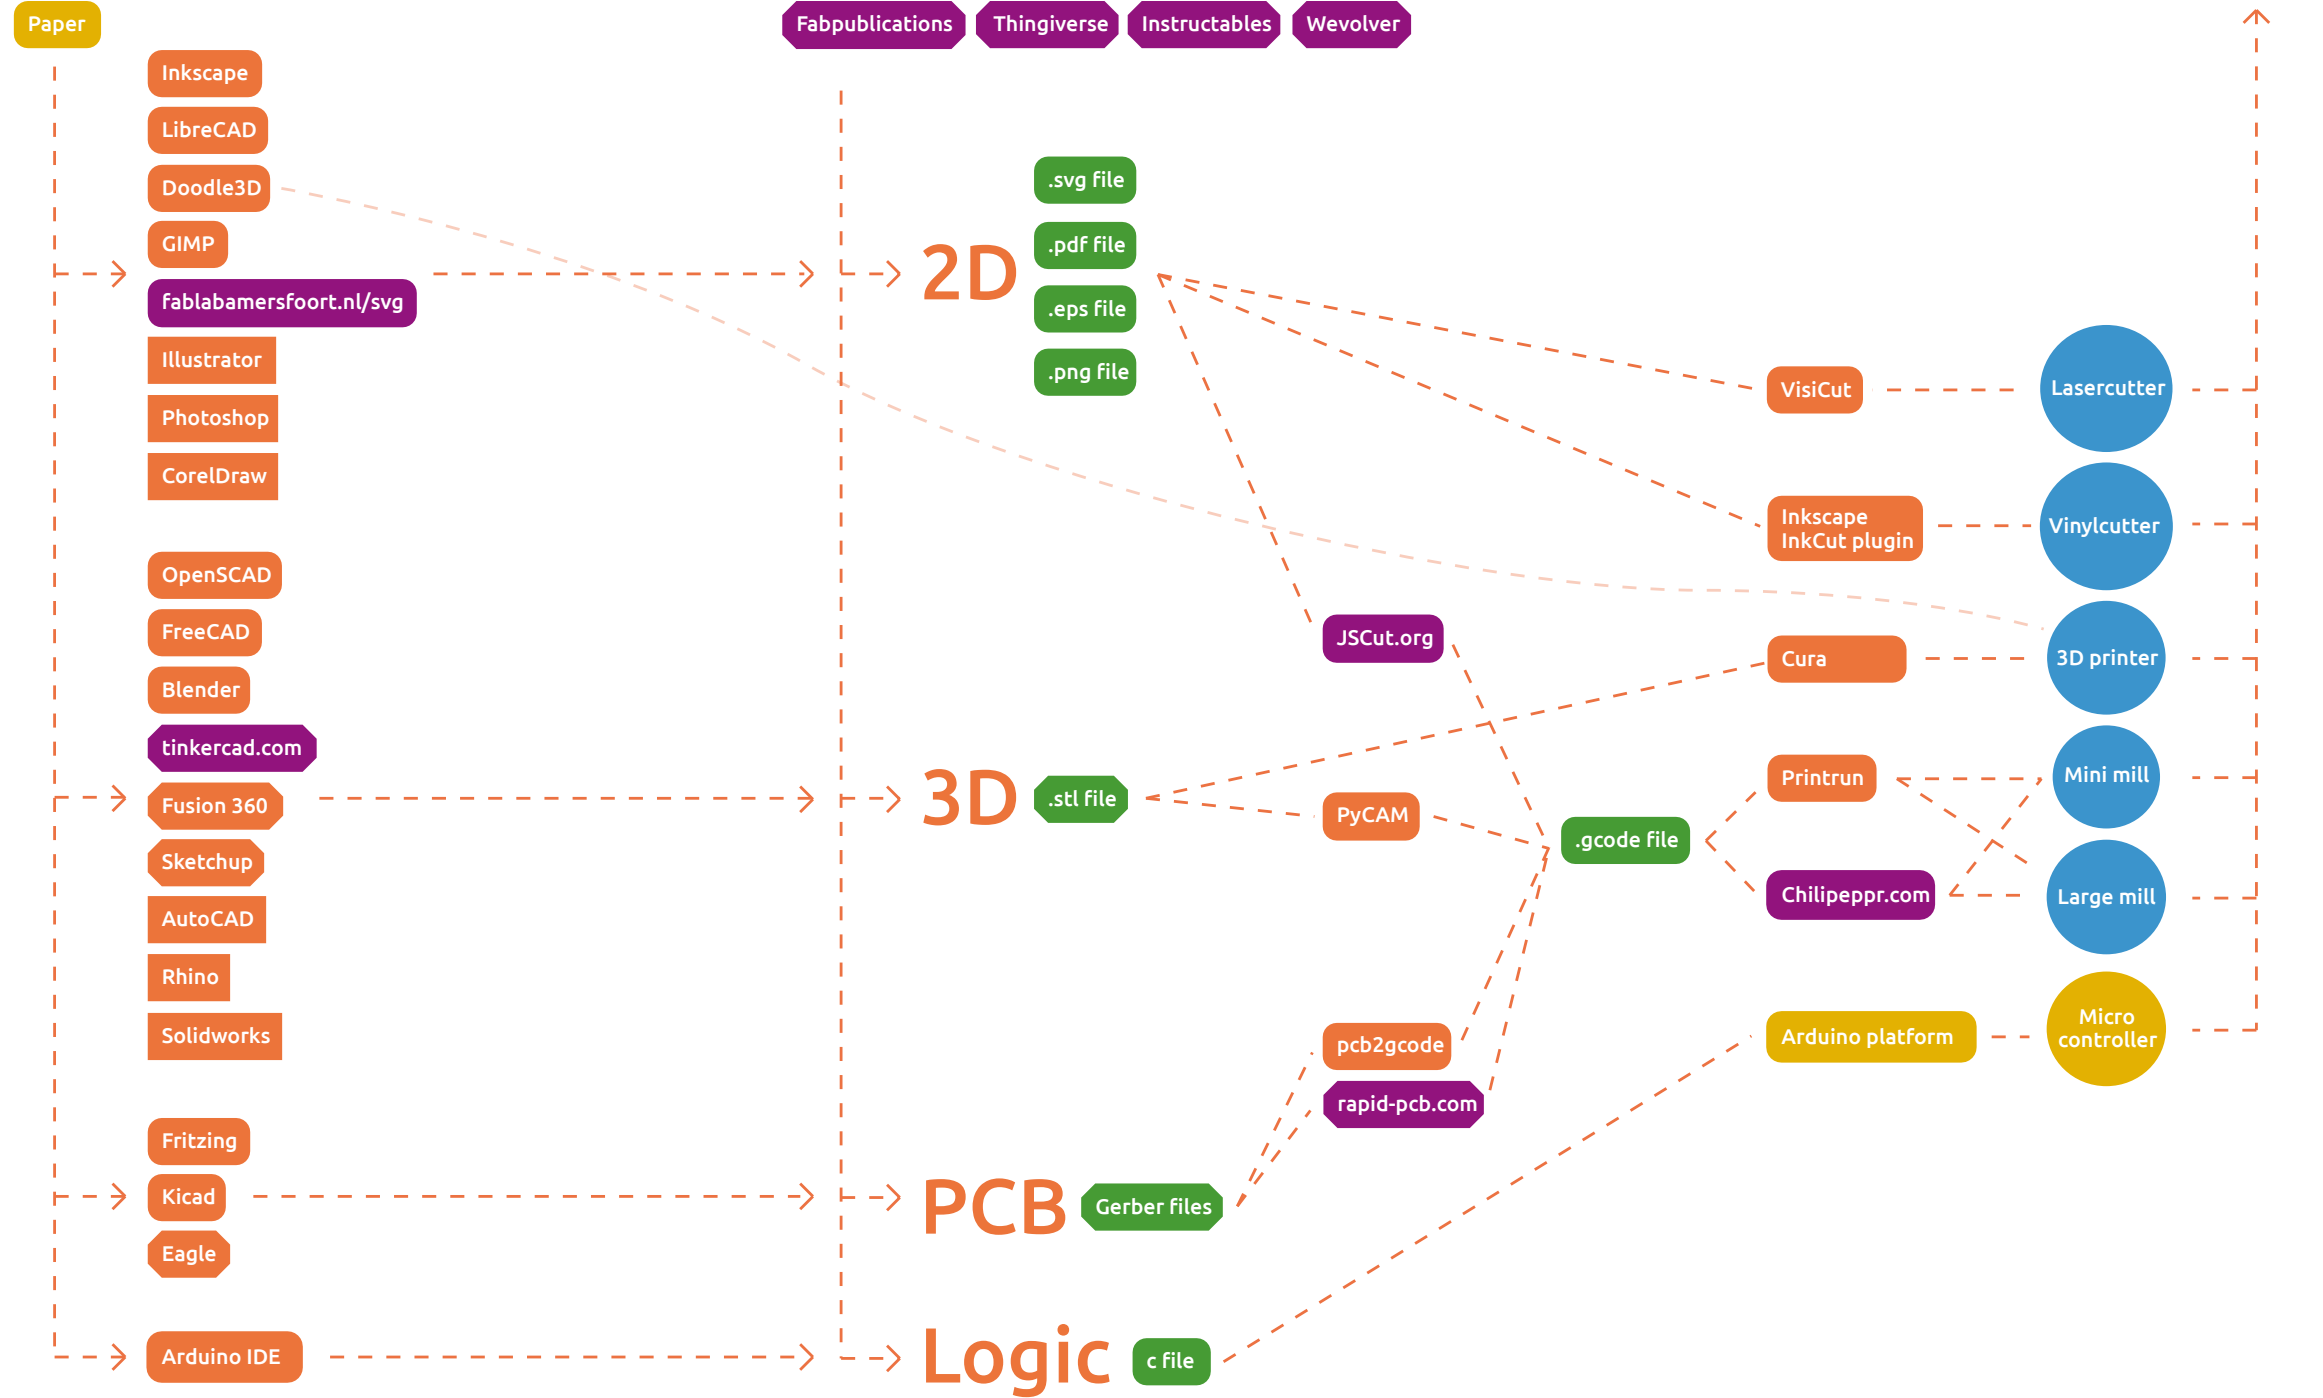 Paper
Fabpublications
Thingiverse
Instructables
Wevolver
Inkscape
LibreCAD
Doodle3D
GIMP
fablabamersfoort.nl/svg
Illustrator
Photoshop
CorelDraw
OpenSCAD
FreeCAD
Blender
tinkercad.com
Fusion 360
Sketchup
AutoCAD
Rhino
Solidworks
Fritzing
Kicad
Eagle
Arduino IDE
2D
.svg file
.pdf file
.eps file
.png file
3D
.stl file
PCB
Gerber files
Logic
c file
JSCut.org
PyCAM
pcb2gcode
rapid-pcb.com
.gcode file
VisiCut
Inkscape
InkCut plugin
Cura
Printrun
Chilipeppr.com
Arduino platform
Lasercutter
Vinylcutter
3D printer
Mini mill
Large mill
Micro
controller